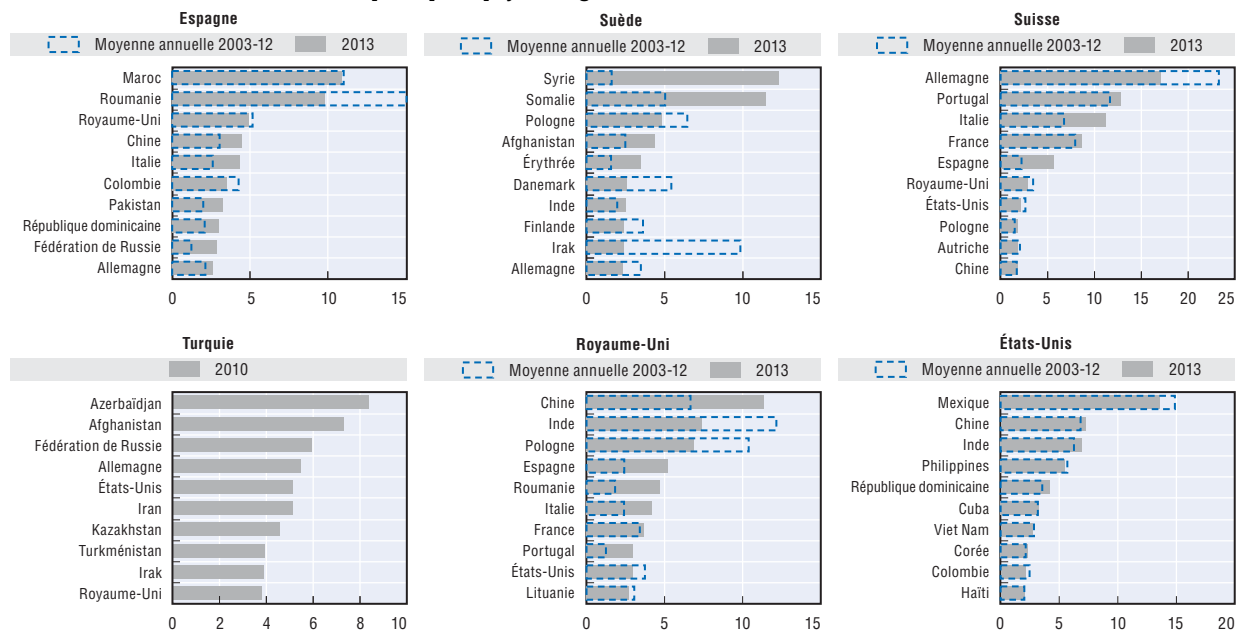 Espagne
Moyenne annuelle 2003-12 2013
Maroc
Roumanie
Royaume-Uni
Chine
Italie
Colombie
Pakistan
République dominicaine
Fédération de Russie
Allemagne
0 5 10 15
Suède
Moyenne annuelle 2003-12 2013
Syrie
Somalie
Pologne
Afghanistan
Érythrée
Danemark
Inde
Finlande
Irak
Allemagne
0 5 10 15
Suisse
Moyenne annuelle 2003-12 2013
Allemagne
Portugal
Italie
France
Espagne
Royaume-Uni
États-Unis
Pologne
Autriche
Chine
0 5 10 15 20 25
Turquie
2010
Azerbaïdjan
Afghanistan
Fédération de Russie
Allemagne
États-Unis
Iran
Kazakhstan
Turkménistan
Irak
Royaume-Uni
0 2 4 6 8 10
Royaume-Uni
Moyenne annuelle 2003-12 2013
Chine
Inde
Pologne
Espagne
Roumanie
Italie
France
Portugal
États-Unis
Lituanie
0 5 10 15
États-Unis
Moyenne annuelle 2003-12 2013
Mexique
Chine
Inde
Philippines
République dominicaine
Cuba
Viet Nam
Corée
Colombie
Haïti
0 5 10 15 20